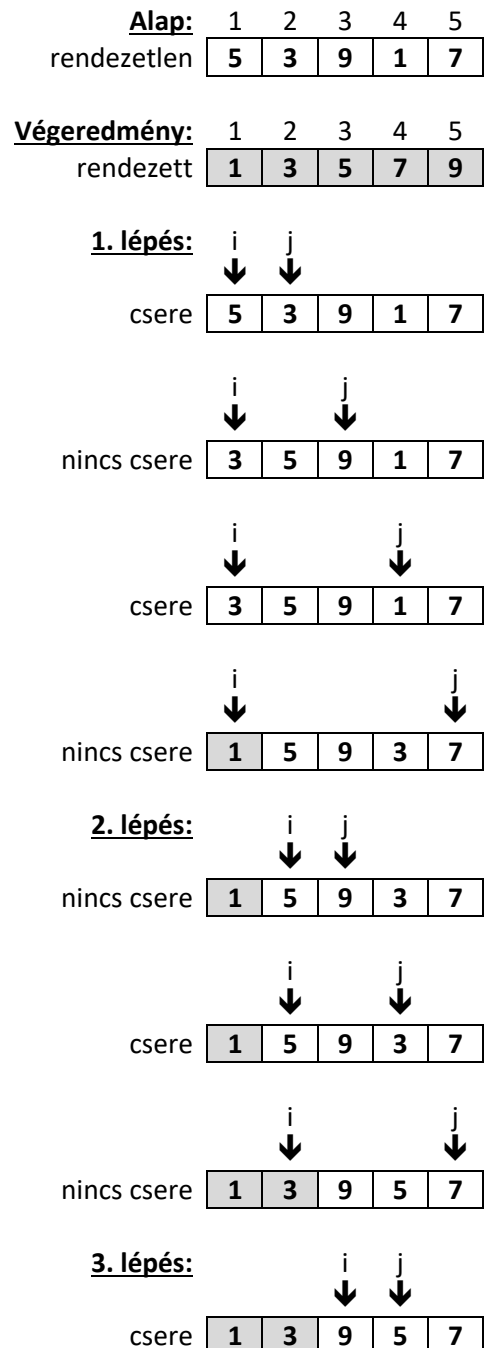 Alap: 1 2 3 4 5
rendezetlen 5 3 9 1 7
Végeredmény: 1 2 3 4 5
rendezett 1 3 5 7 9
1. lépés: i j
csere 5 3 9 1 7
i j
nincs csere 3 5 9 1 7
i j
csere 3 5 9 1 7
i j
nincs csere 1 5 9 3 7
2. lépés: i j
nincs csere 1 5 9 3 7
i j
csere 1 5 9 3 7
i j
nincs csere 1 3 9 5 7
3. lépés: i j
csere 1 3 9 5 7